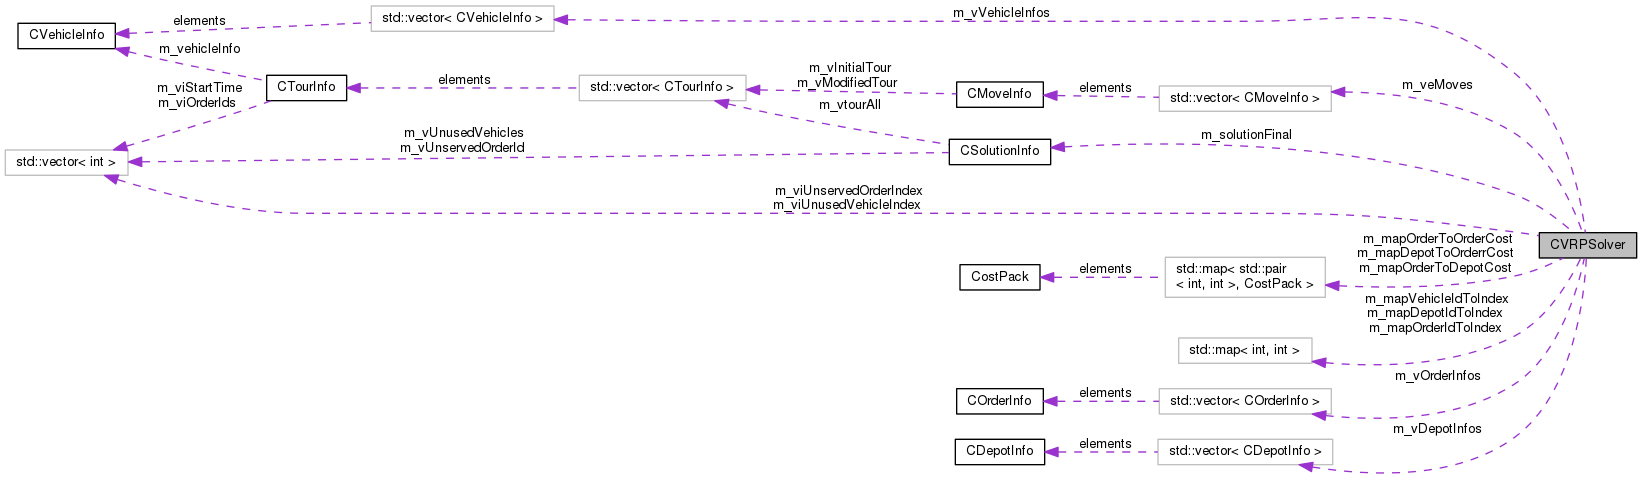 elements
std::vector< CVehicleInfo >
m_vVehicleInfos
CVehicleInfo
m_vehicleInfo
m_viStartTime
m_viOrderIds
CTourInfo
elements
std::vector< CTourInfo >
m_vInitialTour
m_vModifiedTour
m_vtourAll
CMoveInfo
elements
std::vector< CMoveInfo >
m_veMoves
std::vector< int >
m_vUnusedVehicles
m_vUnservedOrderId
CSolutionInfo
m_solutionFinal
m_viUnservedOrderIndex
m_viUnusedVehicleIndex
CVRPSolver
CostPack
elements
std::map< std::pair
< int, int >, CostPack >
m_mapOrderToOrderCost
m_mapDepotToOrderrCost
m_mapOrderToDepotCost
std::map< int, int >
m_mapVehicleIdToIndex
m_mapDepotIdToIndex
m_mapOrderIdToIndex
COrderInfo
elements
std::vector< COrderInfo >
m_vOrderInfos
CDepotInfo
elements
std::vector< CDepotInfo >
m_vDepotInfos